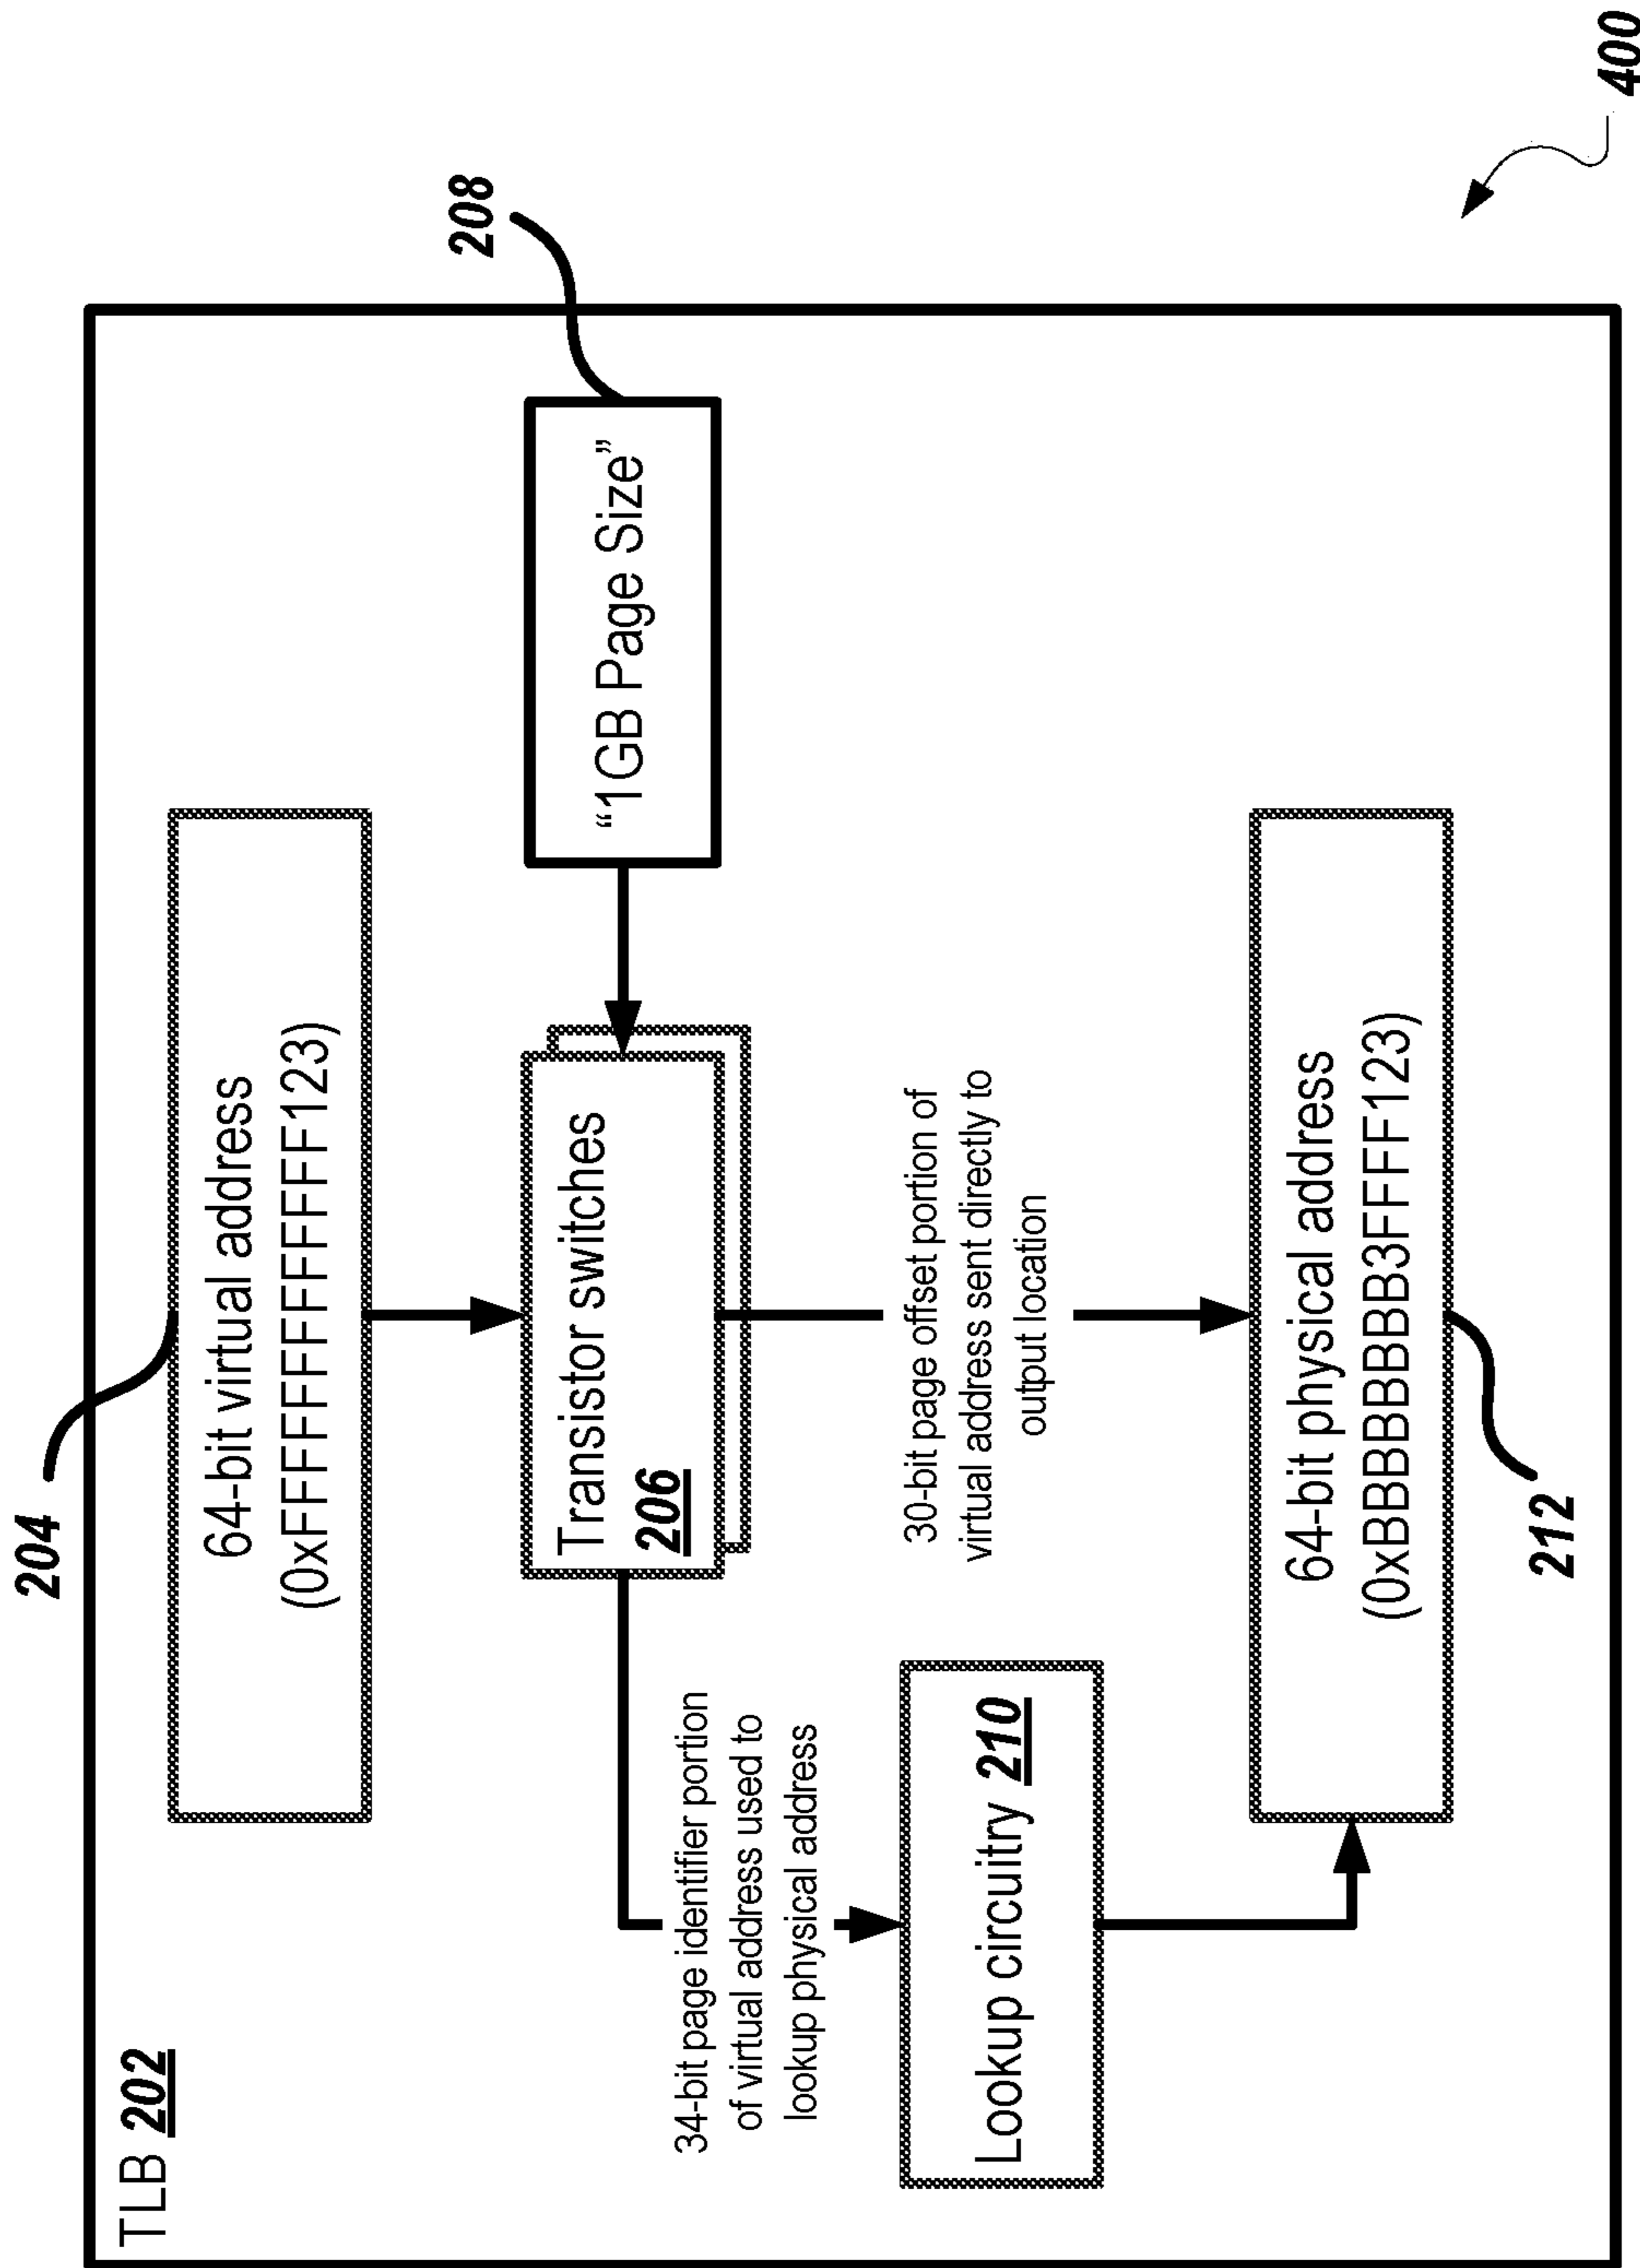 TLB 202
204
64-bit virtual address
(0xFFFFFFFFFFFFF123)
208
"1GB Page Size"
Transistor switches
206
34-bit page identifier portion
of virtual address used to
lookup physical address
30-bit page offset portion of
virtual address sent directly to
output location
Lookup circuitry 210
64-bit physical address
(0xBBBBBBBB3FFFF123)
212
400